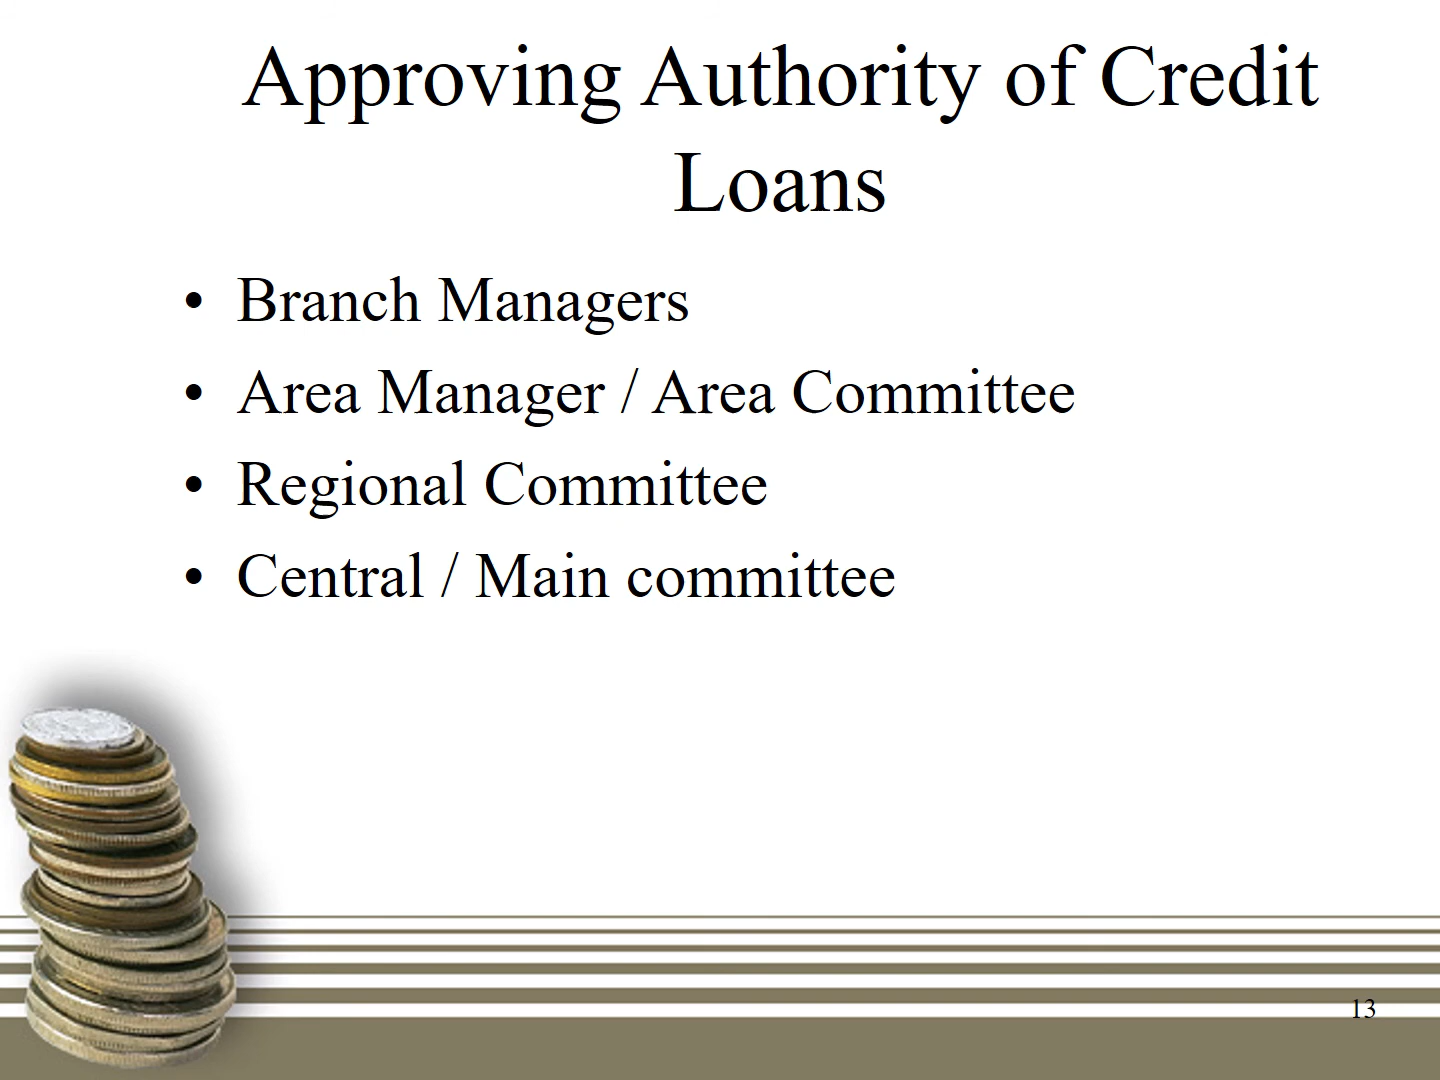 Approving Authority of Credit
Loans
• Branch Managers
• Area Manager / Area Committee
• Regional Committee
• Central / Main committee
13